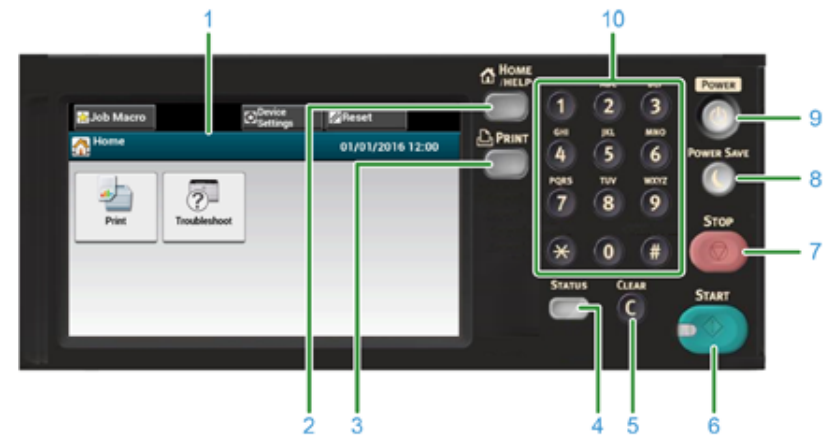 1
10
HOME
/HELP
Job Macro
Device
Settings
Reset
Home
01/01/2016 12:00
Print
Troubleshoot
PRINT
POWER
1 2 3
GHI JKL MNO
4 5 6
PQRS TUV WXYZ
7 8 9
0 #
POWER SAVE
STOP
STATUS
CLEAR
C
START
9
8
7
2
3
4
5
6